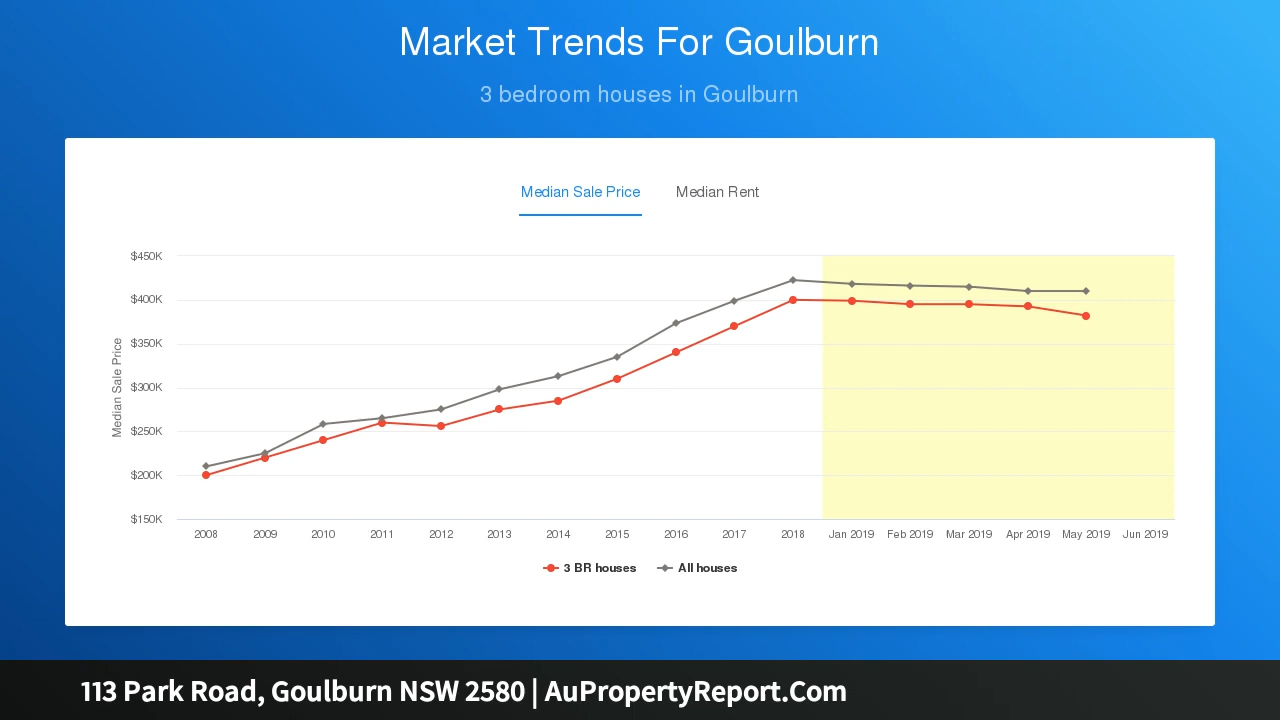 Market Trends For Goulburn
3 bedroom houses in Goulburn
Median Sale Price Median Rent
$450K
$400K
$350K
$300K
$250K
$200K
$150K
Median Sale Price
2008 2009 2010 2011 2012 2013 2014 2015 2016 2017 2018 Jan 2019 Feb 2019 Mar 2019 Apr 2019 May 2019 Jun 2019
3 BR houses All houses
113 Park Road, Goulburn NSW 2580 | AuPropertyReport.Com